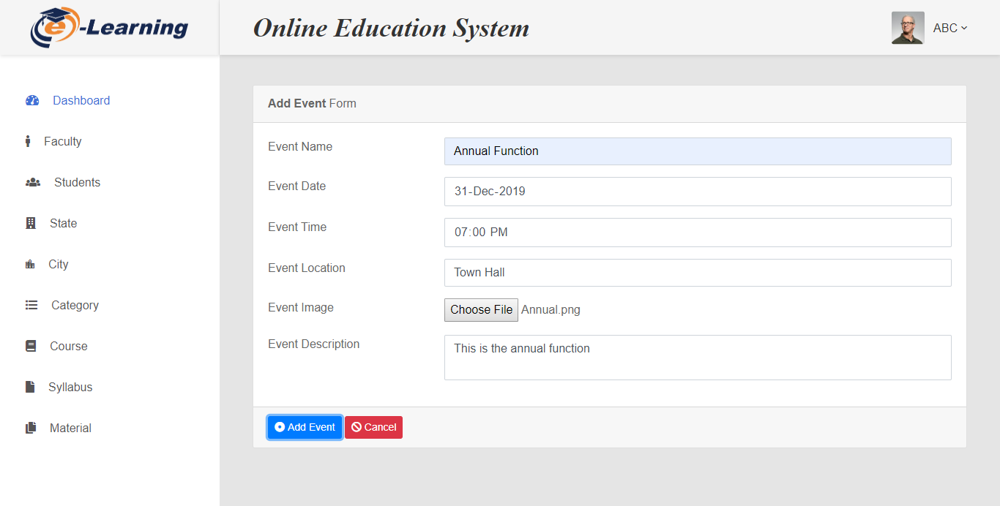 e-Learning
Online Education System
ABC
Dashboard
Faculty
Students
State
City
Category
Course
Syllabus
Material
Add Event Form
Event Name
Annual Function
Event Date
31-Dec-2019
Event Time
07:00 PM
Event Location
Town Hall
Event Image
Choose File Annual.png
Event Description
This is the annual function
Add Event
Cancel